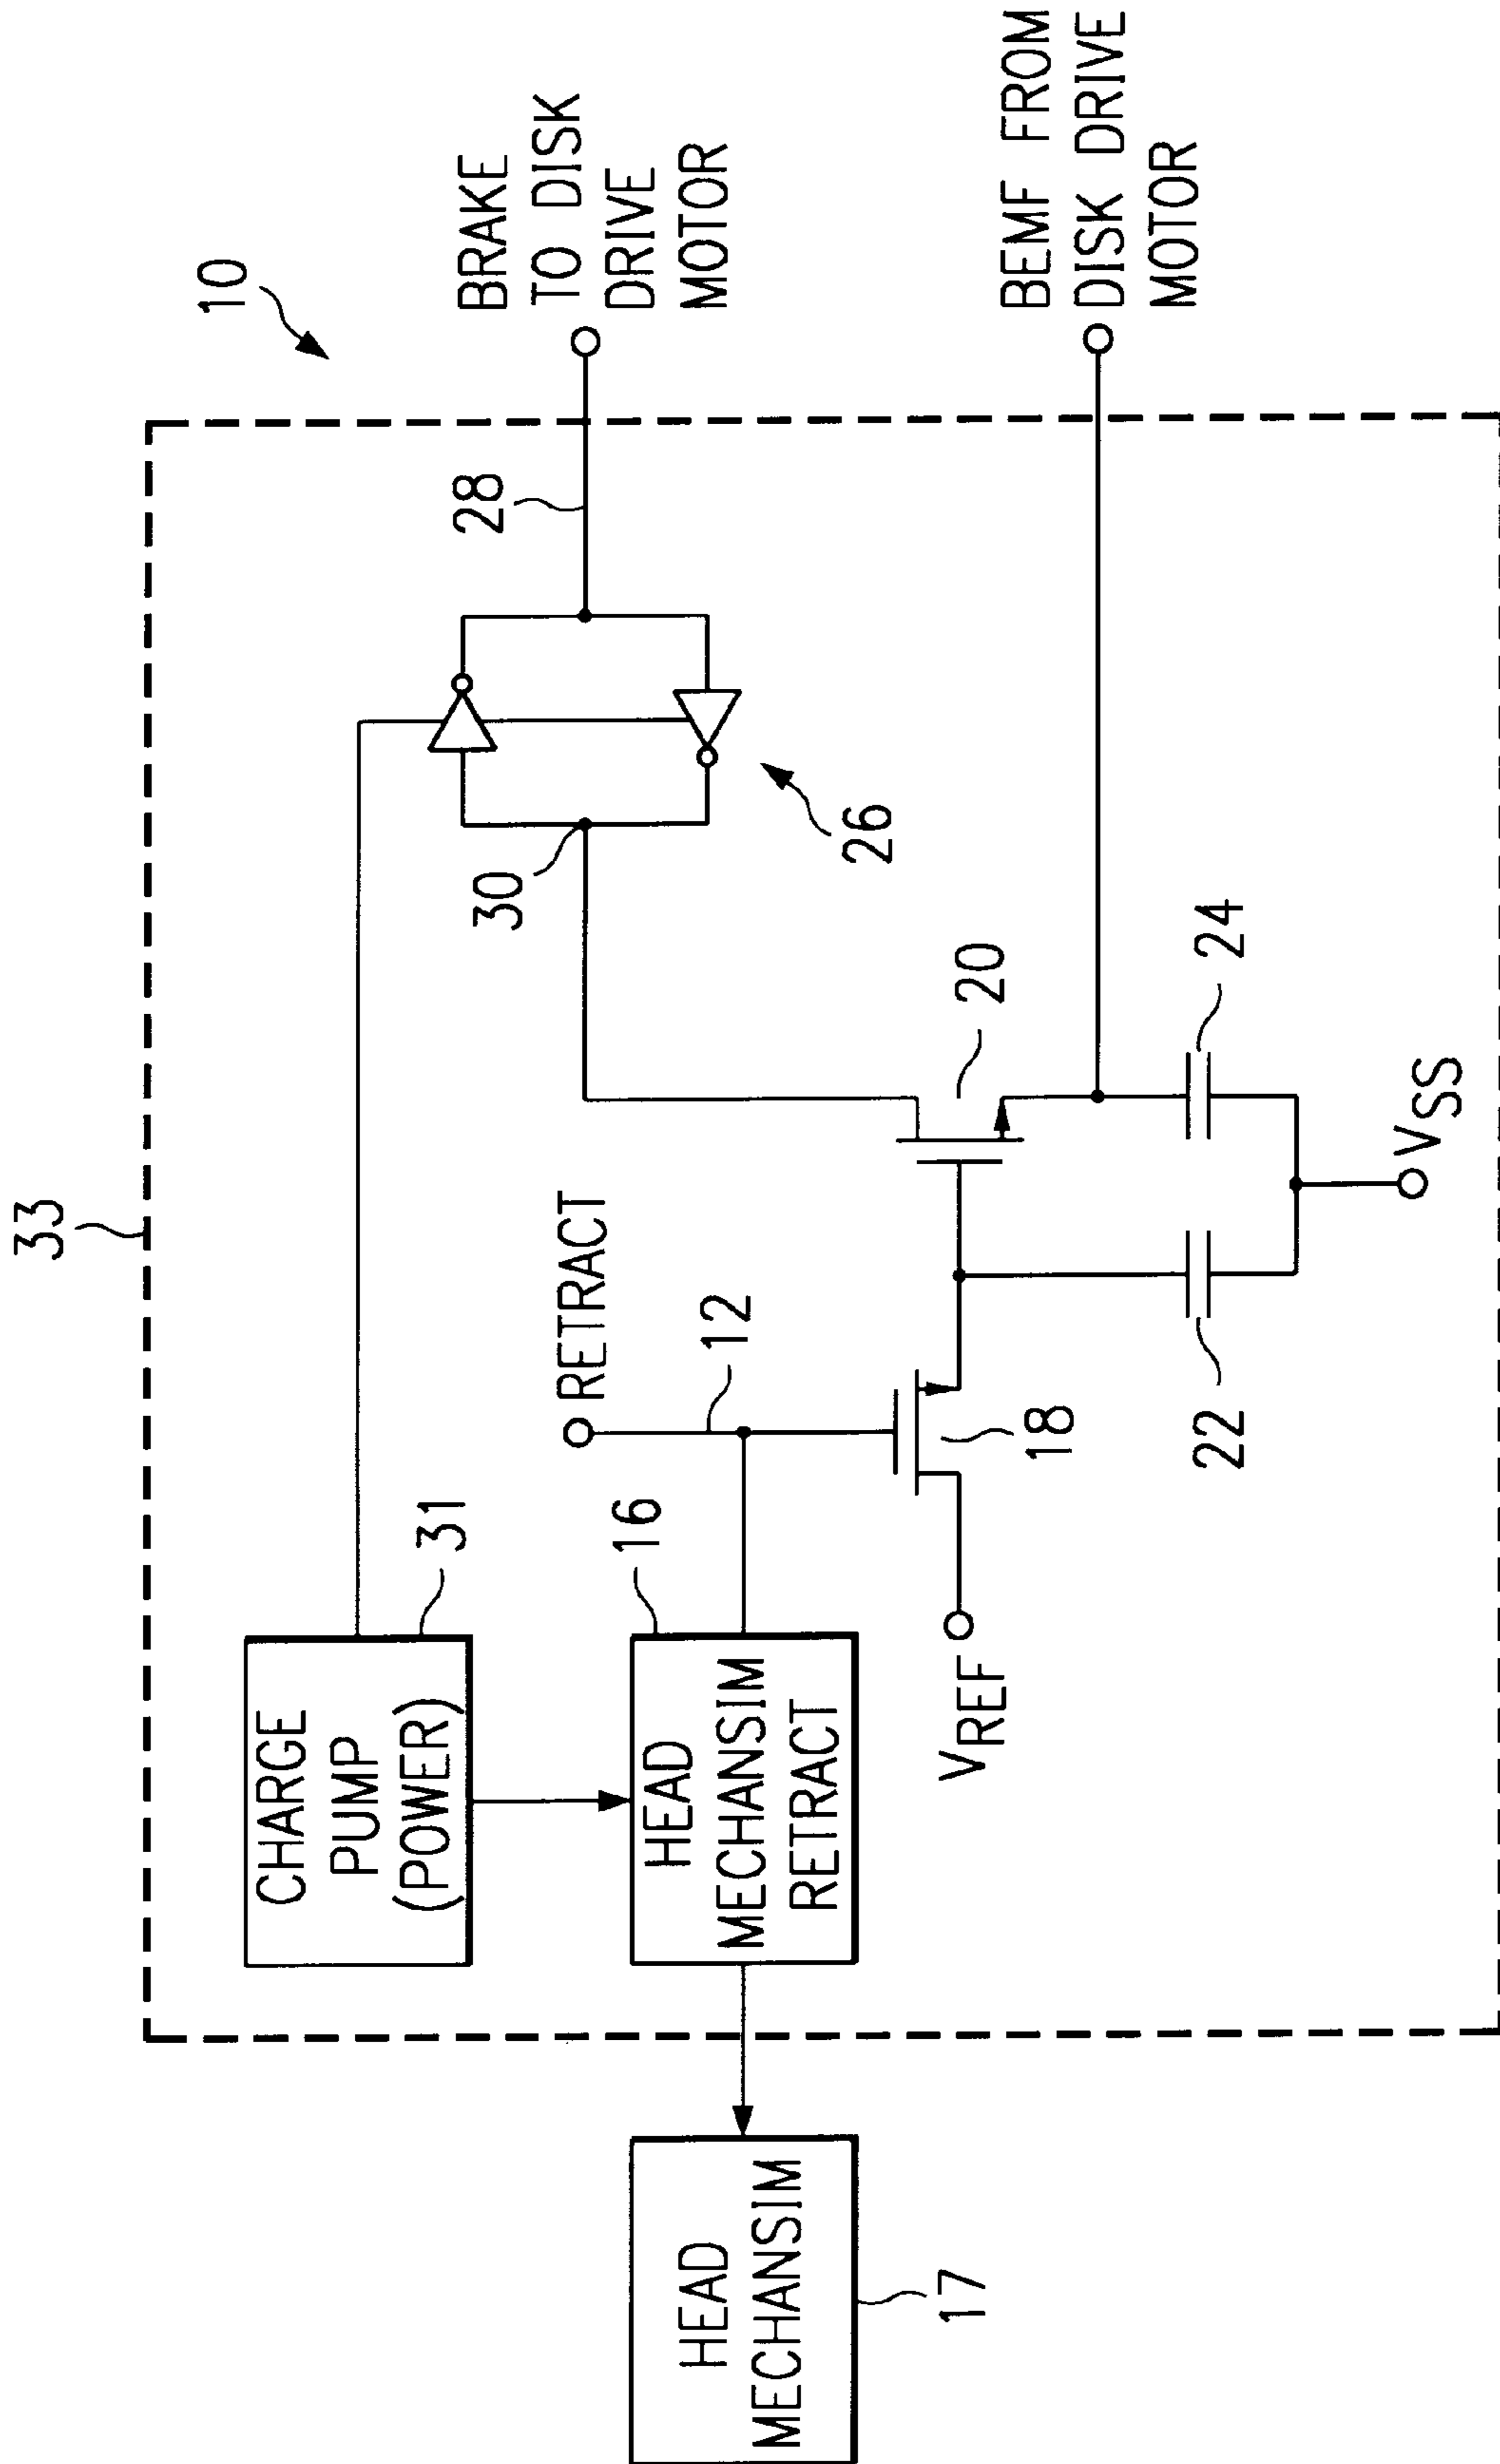 33
10
CHARGE
PUMP
(POWER)
31
RETRACT
12
28
BRAKE
TO DISK
DRIVE
MOTOR
30
26
HEAD
MECHANSIM
RETRACT
16
HEAD
MECHANSIM
17
18
20
VREF
22
24
VSS
BEMF FROM
DISK DRIVE
MOTOR